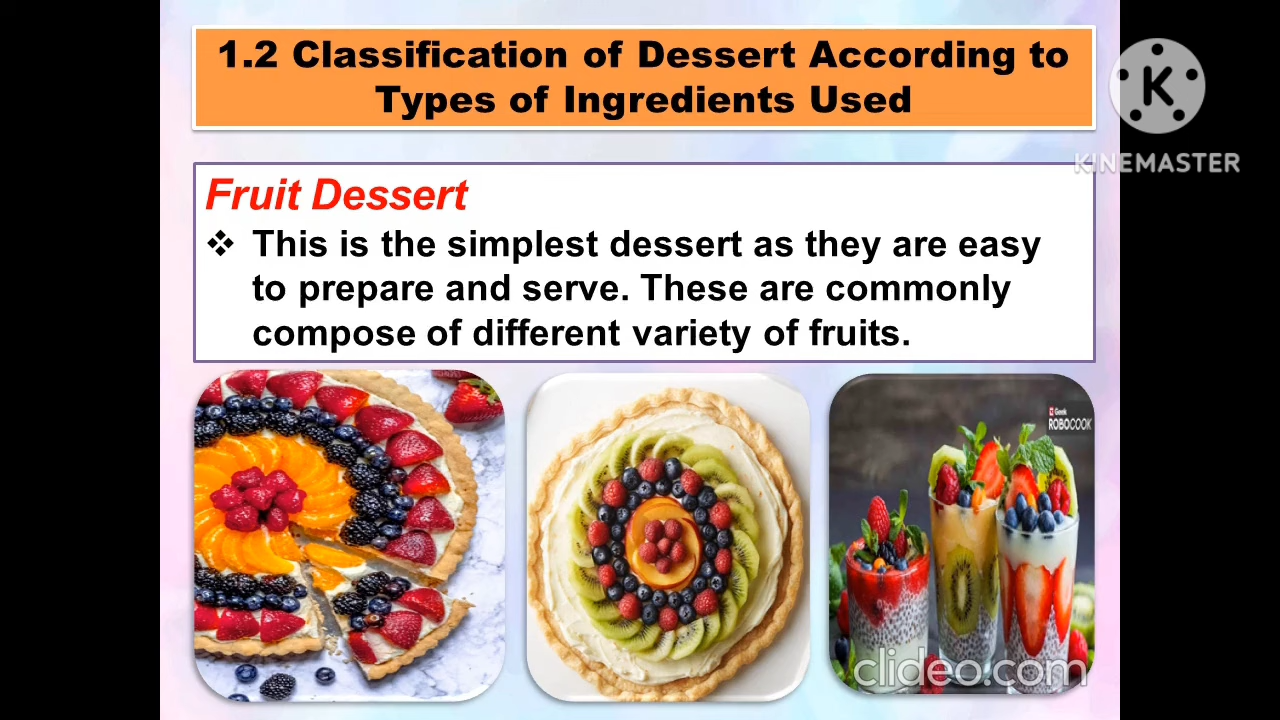 1.2 Classification of Dessert According to
Types of Ingredients Used
K
KINEMASTER
Fruit Dessert
This is the simplest dessert as they are easy
to prepare and serve. These are commonly
compose of different variety of fruits.
Geek
ROBOCOOK
clideo.com